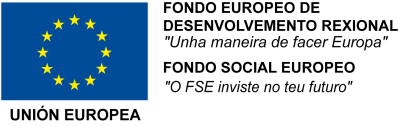 FONDO EUROPEO DE
DESENVOLVEMENTO REXIONAL
"Unha maneira de facer Europa"
FONDO SOCIAL EUROPEO
"O FSE inviste no teu futuro"
UNIÓN EUROPEA